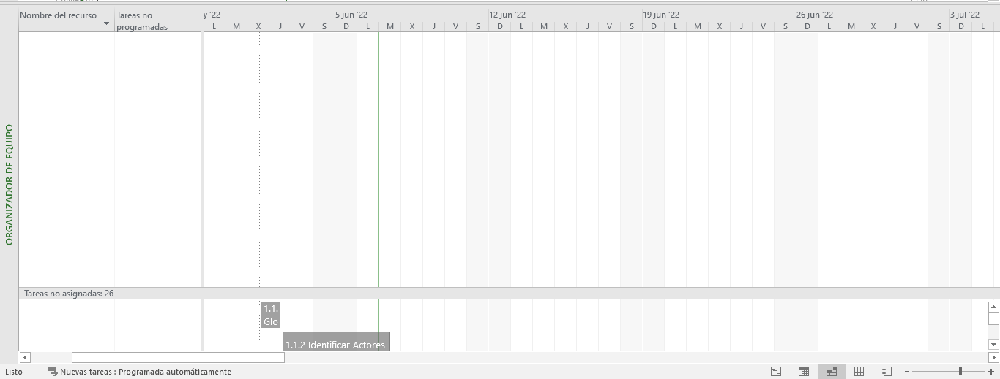 Nombre del recurso
Tareas no
programadas
y '22
5 jun '22
12 jun '22
19 jun '22
26 jun '22
3 jul '22
L M X J V S D L M X J V S D L M X J V S D L M X J V S D L M X J V S D L
ORGANIZADOR DE EQUIPO
Tareas no asignadas: 26
1.1.
Glo
1.1.2 Identificar Actores
Listo
Nuevas tareas : Programada automáticamente